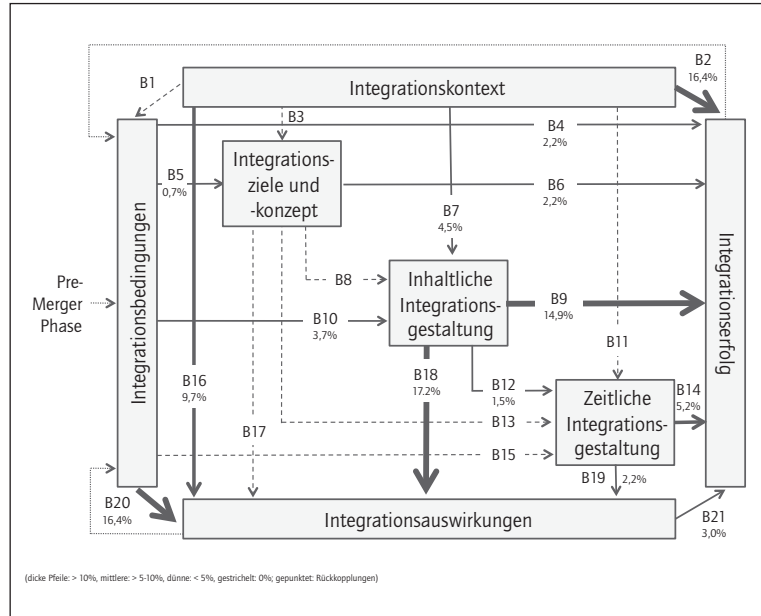 B2
16,4%
B1
Integrationskontext
B3
B4
2,2%
Integrations-
ziele und
-konzept
B5
0,7%
B6
2,2%
B7
4,5%
Integrationsbedingungen
Pre-
Merger
Phase
B8
Inhaltliche
Integrations-
gestaltung
B9
14,9%
Integrationserfolg
B10
3,7%
B11
B16
9,7%
B18
17.2%
B12
1,5%
Zeitliche
Integrations-
gestaltung
B14
5,2%
B13
B17
B15
B19
2,2%
B20
16,4%
Integrationsauswirkungen
B21
3,0%
(dicke Pfeile: > 10%, mittlere: > 5-10%, dünne: < 5%, gestrichelt: 0%; gepunktet: Rückkopplungen)